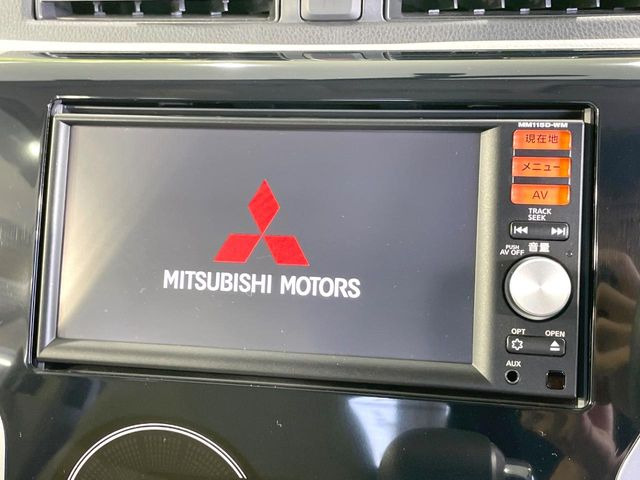 MM115D-WM
現在地
メニュー
AV
TRACK
SEEK
PUSH
AV OFF
音量
MITSUBISHI MOTORS
OPT
OPEN
AUX